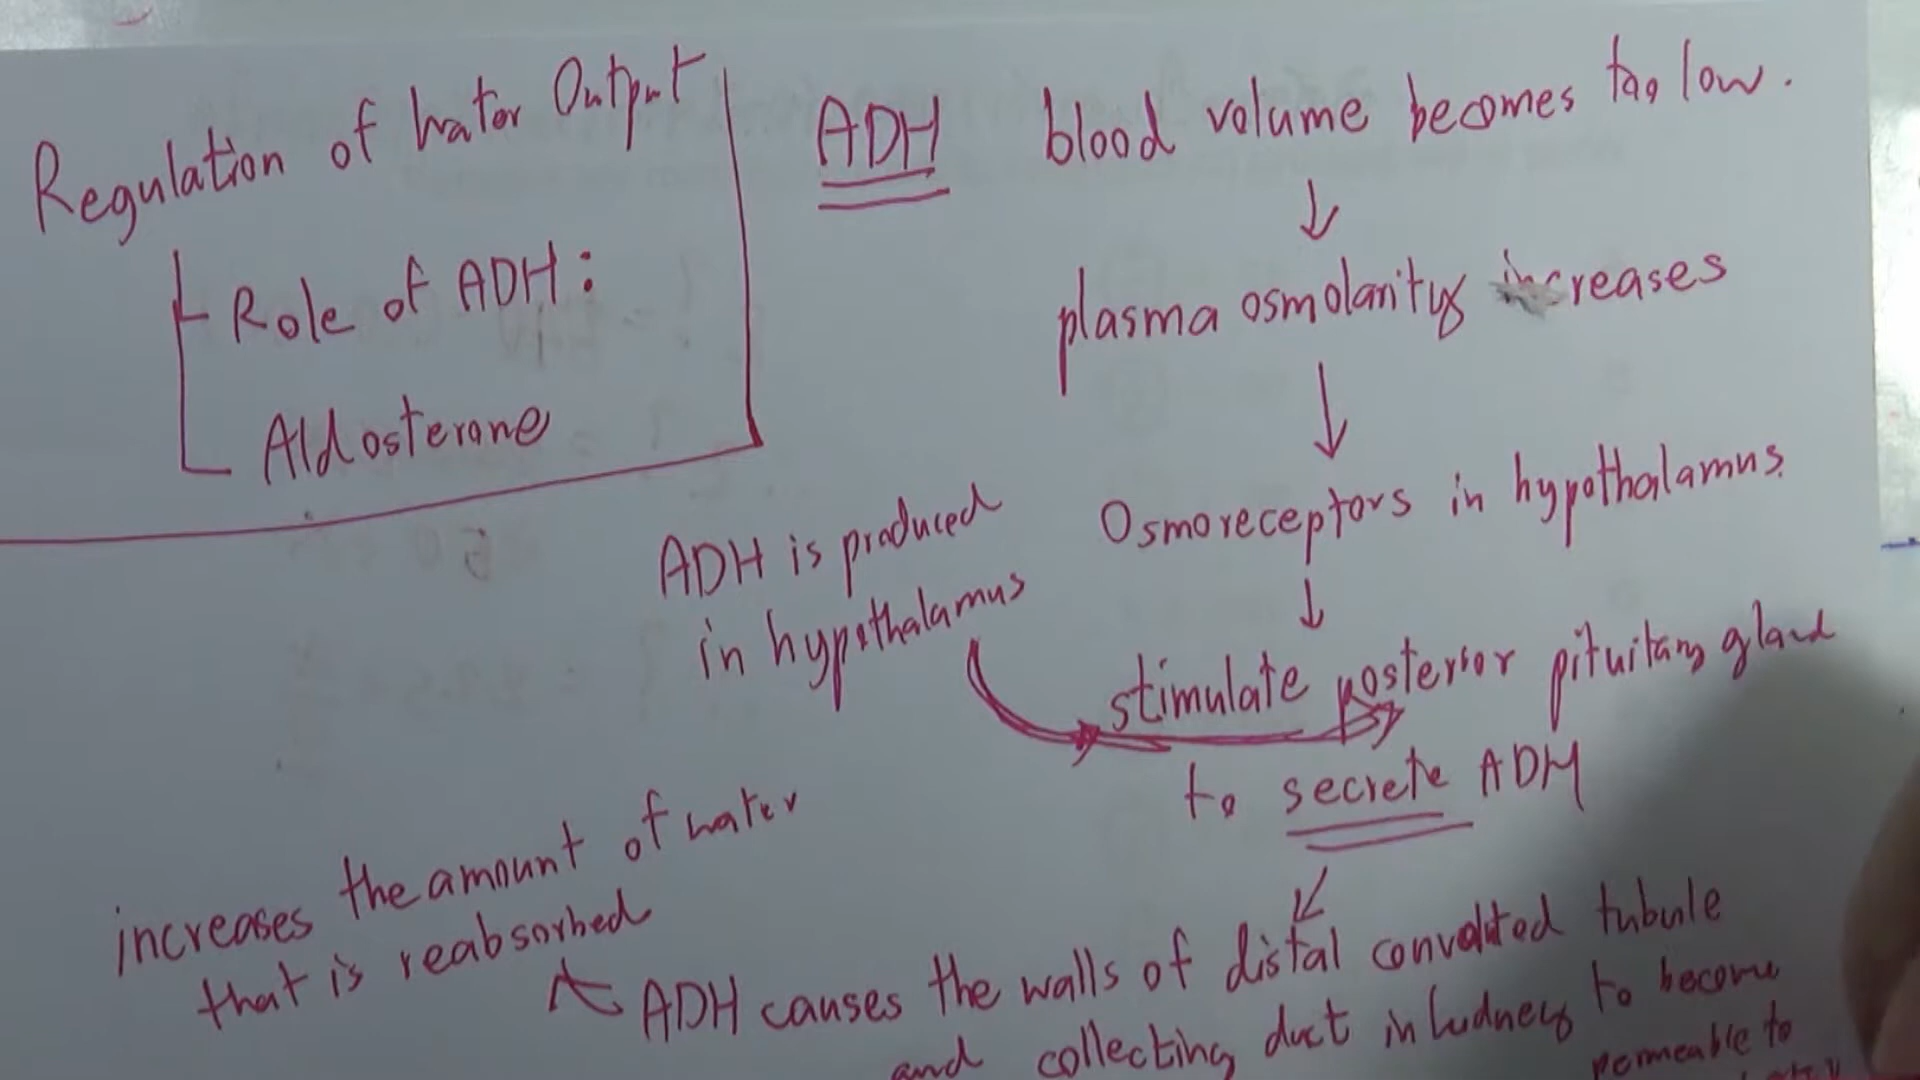 Regulation of water Output
Role of ADH:
Aldosterone
ADH
blood volume becomes too low.
↓
plasma osmolarity increases
↓
Osmoreceptors in hypothalamus.
↓
stimulate posterior pituitary gland
to secrete ADH
ADH is produced
in hypothalamus
ADH causes the walls of distal convoluted tubule
and collecting duct in kidneys to become
permeable to
increases the amount of water
that is reabsorbed